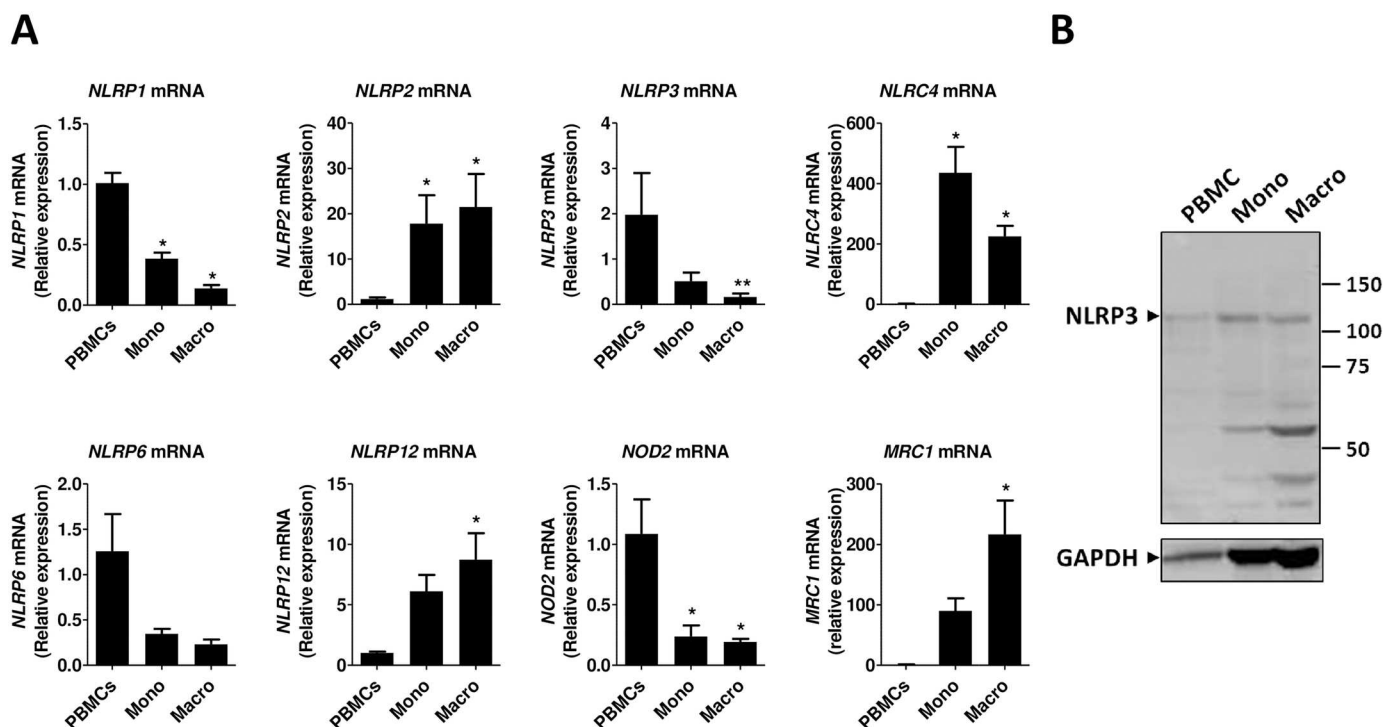 A
B
NLRP1 mRNA
NLRP1 mRNA
(Relative expression)
1.5
1.0
0.5
0.0
*
*
PBMCs
Mono
Macro
NLRP2 mRNA
NLRP2 mRNA
(Relative expression)
40
30
20
10
0
*
*
PBMCs
Mono
Macro
NLRP3 mRNA
NLRP3 mRNA
(Relative expression)
4
3
2
1
0
**
PBMCs
Mono
Macro
NLRC4 mRNA
NLRC4 mRNA
(Relative expression)
600
400
200
0
*
*
PBMCs
Mono
Macro
NLRP6 mRNA
NLRP6 mRNA
(Relative expression)
2.0
1.5
1.0
0.5
0.0
PBMCs
Mono
Macro
NLRP12 mRNA
NLRP12 mRNA
(Relative expression)
15
10
5
0
*
PBMCs
Mono
Macro
NOD2 mRNA
NOD2 mRNA
(Relative expression)
1.5
1.0
0.5
0.0
*
*
PBMCs
Mono
Macro
MRC1 mRNA
MRC1 mRNA
(relative expression)
300
200
100
0
*
PBMCs
Mono
Macro
PBMC
Mono
Macro
NLRP3
150
100
75
50
GAPDH